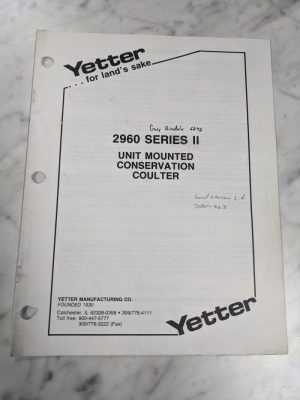 Yetter
...for land's sake...
2960 SERIES II
UNIT MOUNTED
CONSERVATION
COULTER
YETTER MANUFACTURING CO.
FOUNDED 1930
Colchester, IL 62326-0358 • 309/776-4111
Toll free: 800-447-5777
309/776-3222 (Fax)
Yetter